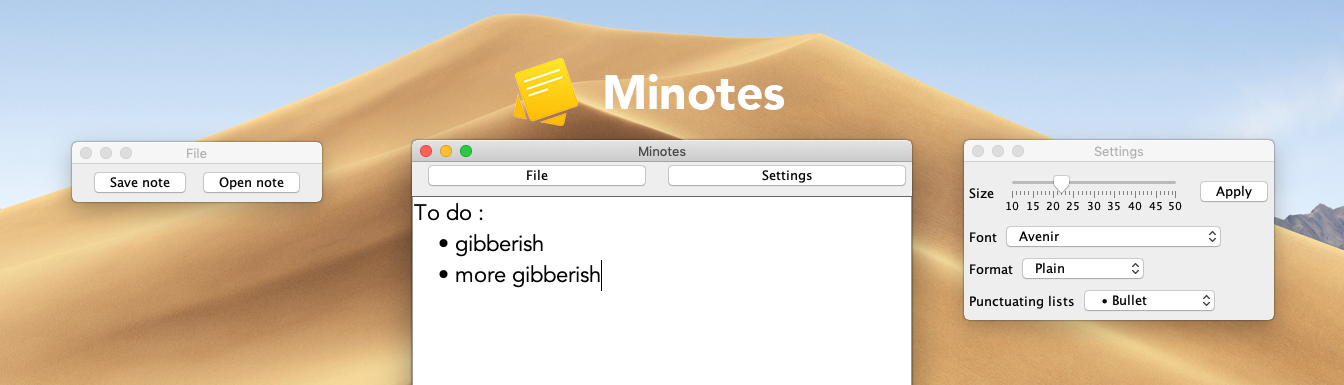 Minotes
File
Save note Open note
Minotes
File Settings
To do :
• gibberish
• more gibberish
Settings
Size
10 15 20 25 30 35 40 45 50
Apply
Font Avenir
Format Plain
Punctuating lists • Bullet